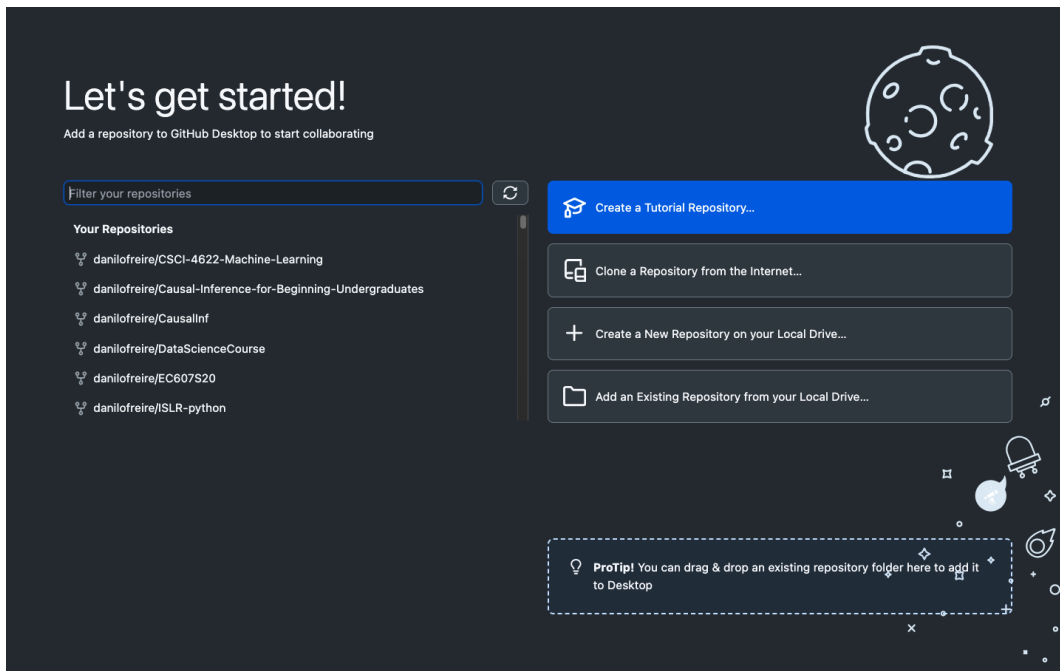 Let's get started!
Add a repository to GitHub Desktop to start collaborating
Filter your repositories
Your Repositories
danilofreire/CSCI-4622-Machine-Learning
danilofreire/Causal-Inference-for-Beginning-Undergraduates
danilofreire/CausalInf
danilofreire/DataScienceCourse
danilofreire/EC607S20
danilofreire/ISLR-python
Create a Tutorial Repository...
Clone a Repository from the Internet...
Create a New Repository on your Local Drive...
Add an Existing Repository from your Local Drive...
ProTip! You can drag & drop an existing repository folder here to add it
to Desktop